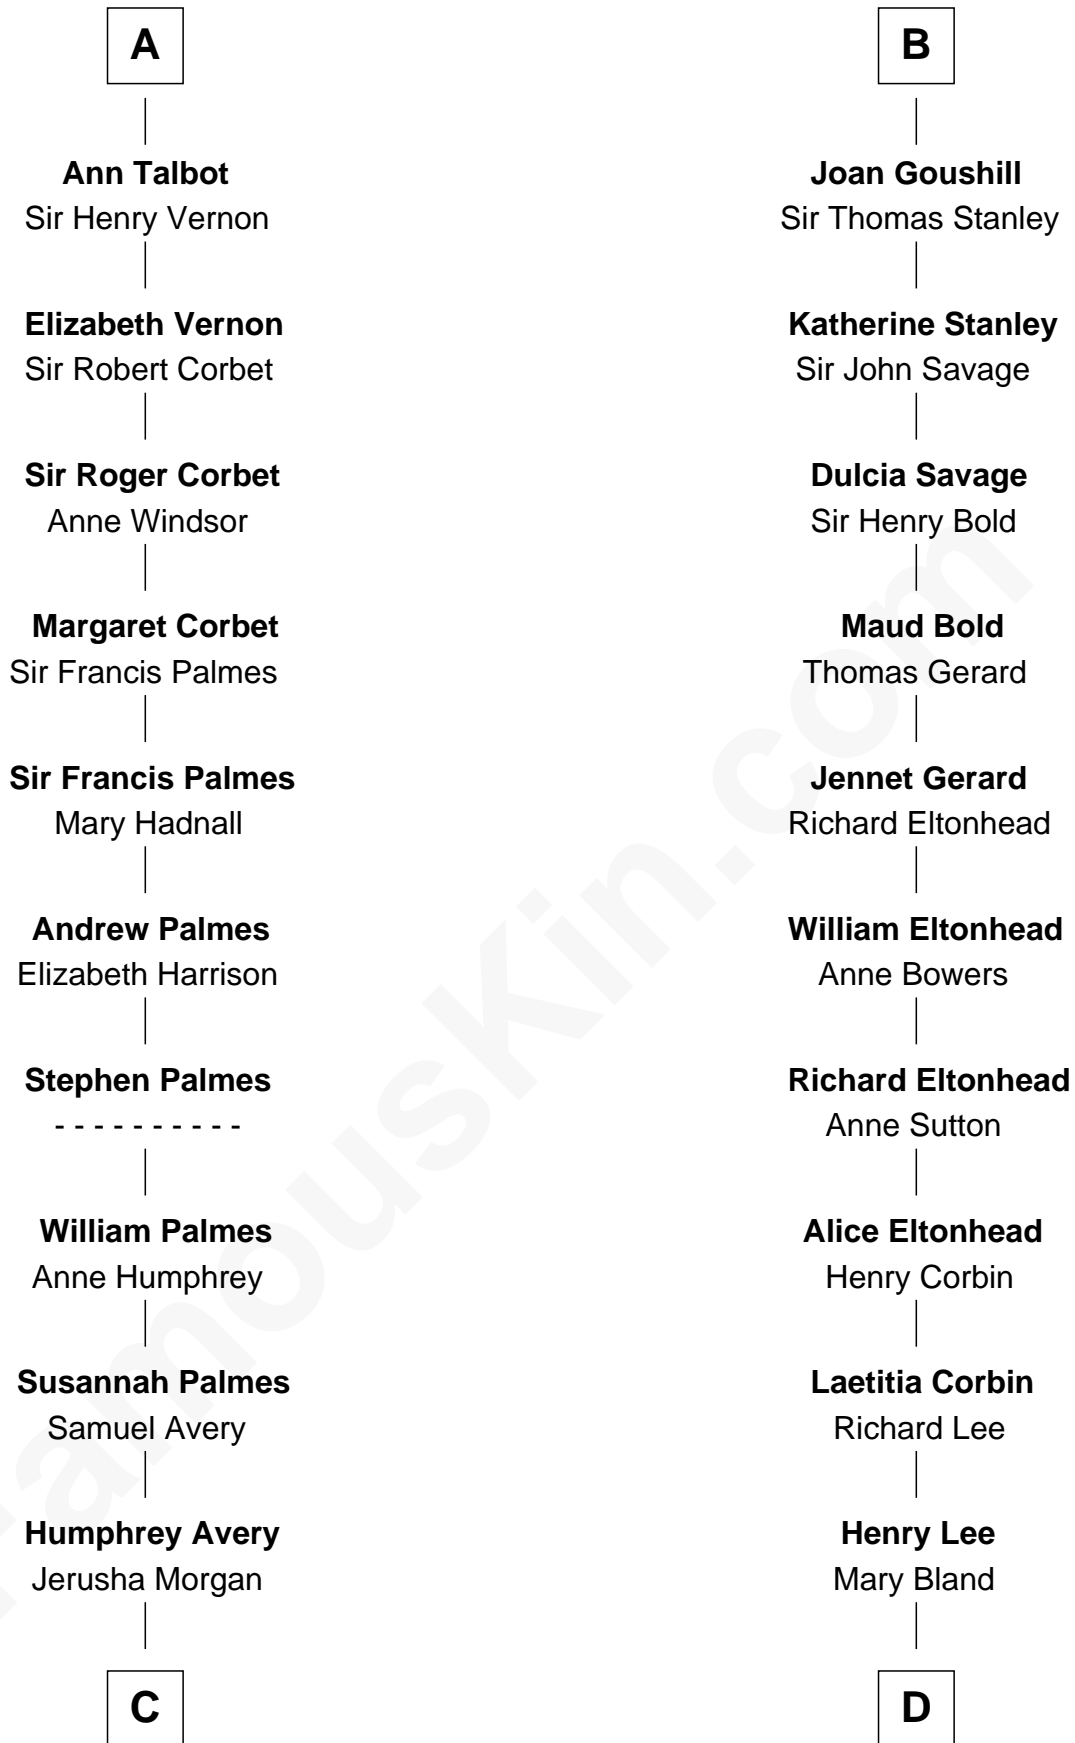 A
Ann Talbot
Sir Henry Vernon
Elizabeth Vernon
Sir Robert Corbet
Sir Roger Corbet
Anne Windsor
Margaret Corbet
Sir Francis Palmes
Sir Francis Palmes
Mary Hadnall
Andrew Palmes
Elizabeth Harrison
Stephen Palmes
- - - - - - - - - -
William Palmes
Anne Humphrey
Susannah Palmes
Samuel Avery
Humphrey Avery
Jerusha Morgan
C
B
Joan Goushill
Sir Thomas Stanley
Katherine Stanley
Sir John Savage
Dulcia Savage
Sir Henry Bold
Maud Bold
Thomas Gerard
Jennet Gerard
Richard Eltonhead
William Eltonhead
Anne Bowers
Richard Eltonhead
Anne Sutton
Alice Eltonhead
Henry Corbin
Laetitia Corbin
Richard Lee
Henry Lee
Mary Bland
D
FamousKin.com